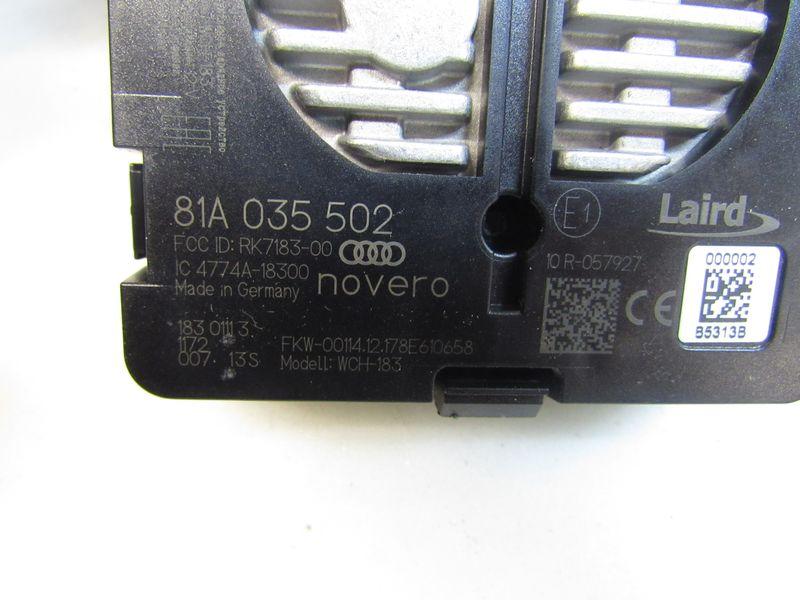 81A 035 502
FCC ID: RK7183-00
IC 4774A-18300
Made in Germany
novero
183 0111 3
1172
007 13S
FKW-00114.12.178E610658
Modell: WCH-183
E1
10 R-057927
CE
Laird
000002
B5313B